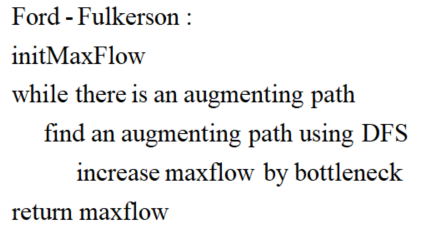 Ford - Fulkerson :
initMaxFlow
while there is an augmenting path
find an augmenting path using DFS
increase maxflow by bottleneck
return maxflow